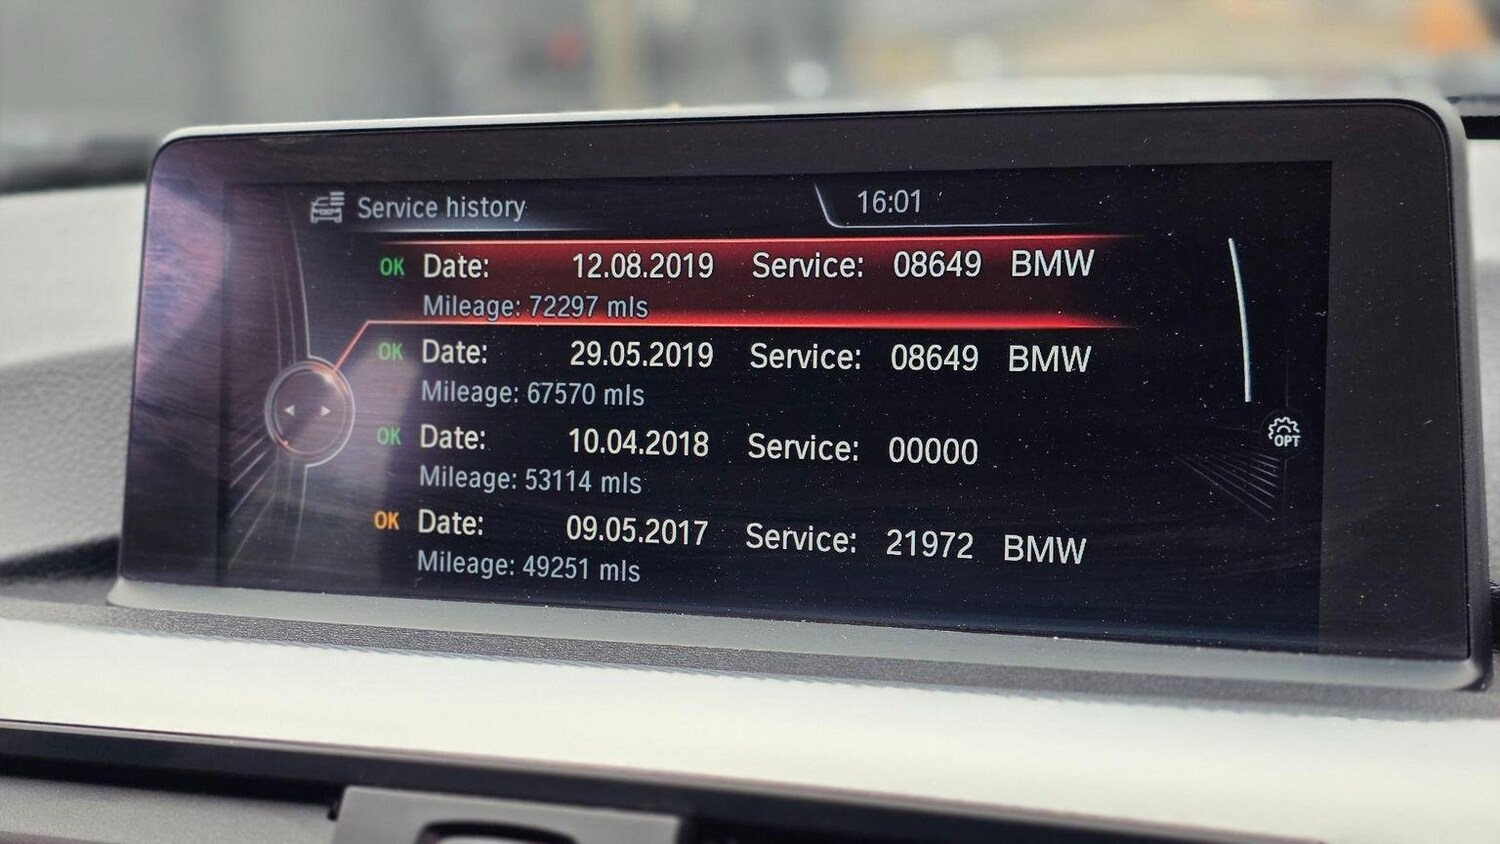 Service history
16:01
OK Date: 12.08.2019 Service: 08649 BMW
Mileage: 72297 mls
OK Date: 29.05.2019 Service: 08649 BMW
Mileage: 67570 mls
OK Date: 10.04.2018 Service: 00000
Mileage: 53114 mls
OK Date: 09.05.2017 Service: 21972 BMW
Mileage: 49251 mls
OPT